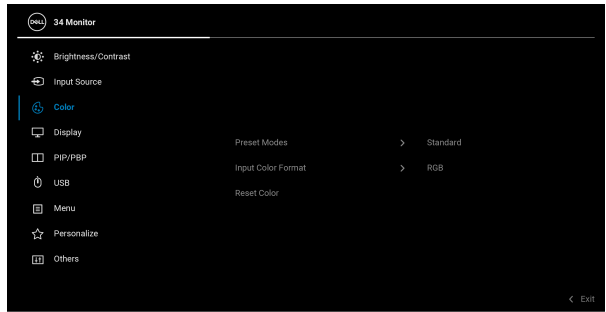 DELL 34 Monitor
Brightness/Contrast
Input Source
Color
Display
Preset Modes > Standard
PIP/PBP
Input Color Format > RGB
USB
Reset Color
Menu
Personalize
Others
< Exit